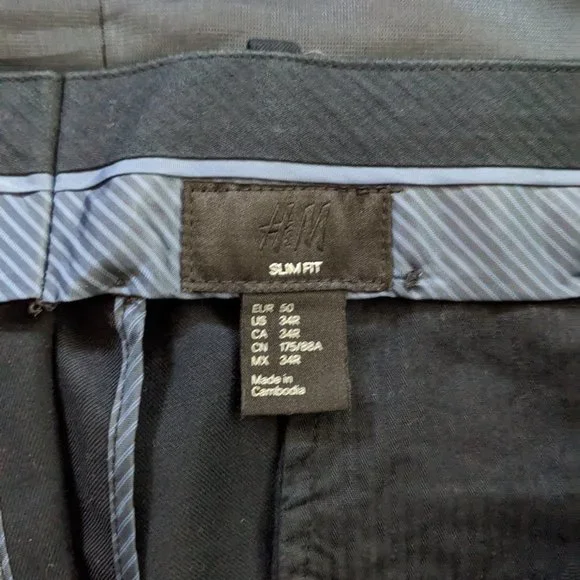 H&M
SLIM FIT
EUR 50
US 34R
CA 34R
CN 175/88A
MX 34R
Made in
Cambodia